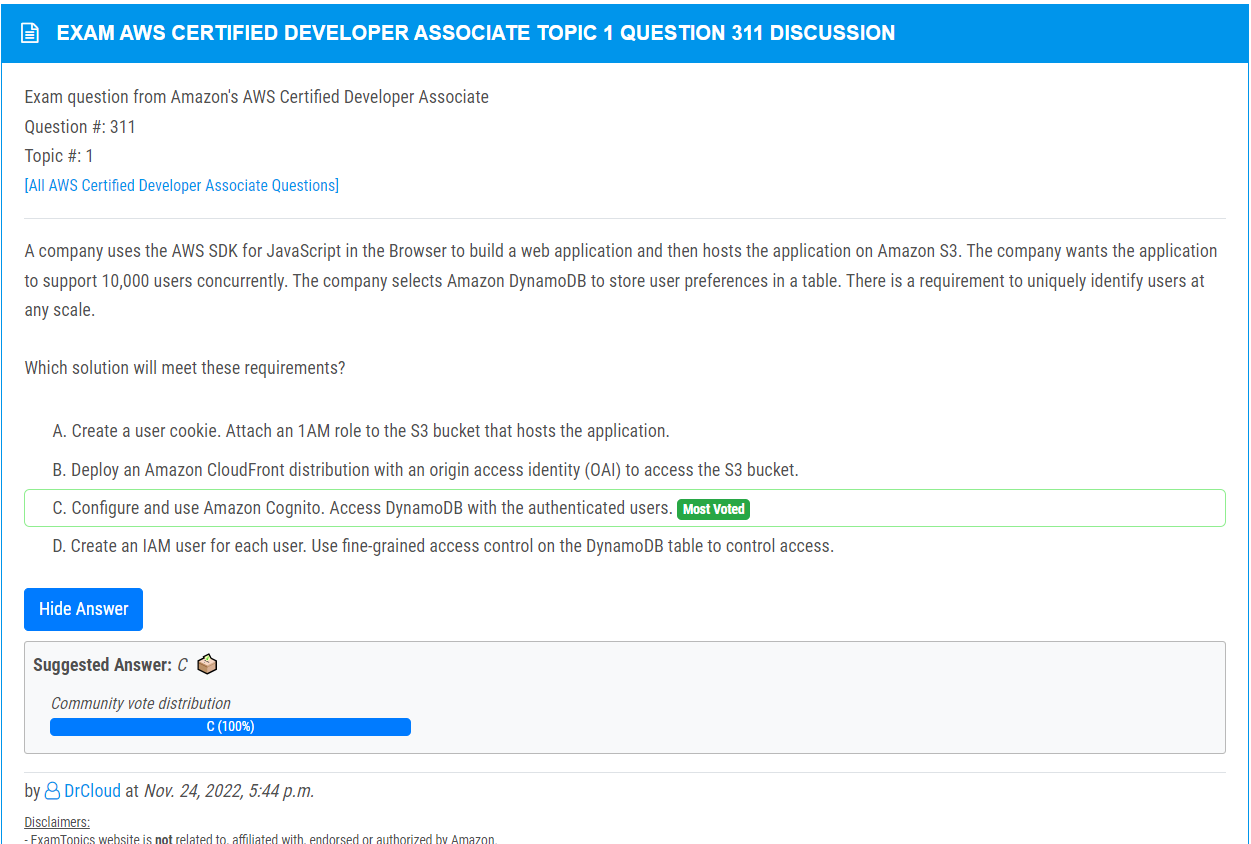 EXAM AWS CERTIFIED DEVELOPER ASSOCIATE TOPIC 1 QUESTION 311 DISCUSSION
Exam question from Amazon's AWS Certified Developer Associate
Question #: 311
Topic #: 1
[All AWS Certified Developer Associate Questions]
A company uses the AWS SDK for JavaScript in the Browser to build a web application and then hosts the application on Amazon S3. The company wants the application
to support 10,000 users concurrently. The company selects Amazon DynamoDB to store user preferences in a table. There is a requirement to uniquely identify users at
any scale.
Which solution will meet these requirements?
A. Create a user cookie. Attach an 1AM role to the S3 bucket that hosts the application.
B. Deploy an Amazon CloudFront distribution with an origin access identity (OAI) to access the S3 bucket.
C. Configure and use Amazon Cognito. Access DynamoDB with the authenticated users. Most Voted
D. Create an IAM user for each user. Use fine-grained access control on the DynamoDB table to control access.
Hide Answer
Suggested Answer: C
Community vote distribution
C (100%)
by DrCloud at Nov. 24, 2022, 5:44 p.m.
Disclaimers:
- ExamTopics website is not related to, affiliated with, endorsed or authorized by Amazon.